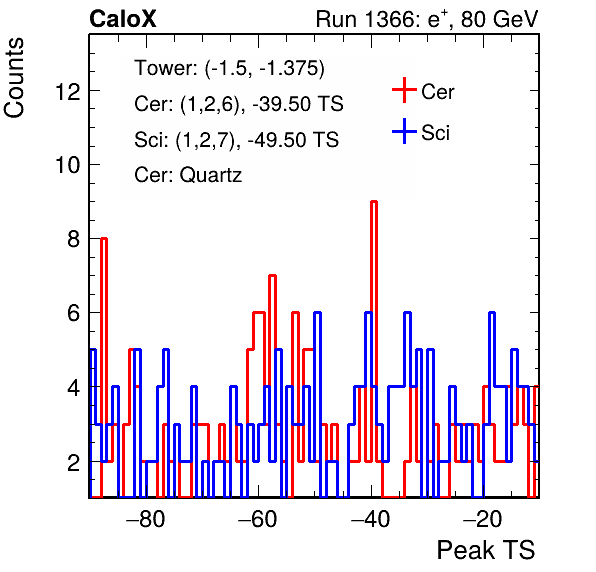 CaloX Run 1366: e⁺, 80 GeV
Counts
Tower: (-1.5, -1.375)
Cer: (1,2,6), -39.50 TS
Sci: (1,2,7), -49.50 TS
Cer: Quartz
Cer
Sci
12
10
8
6
4
2
−80 −60 −40 −20
Peak TS